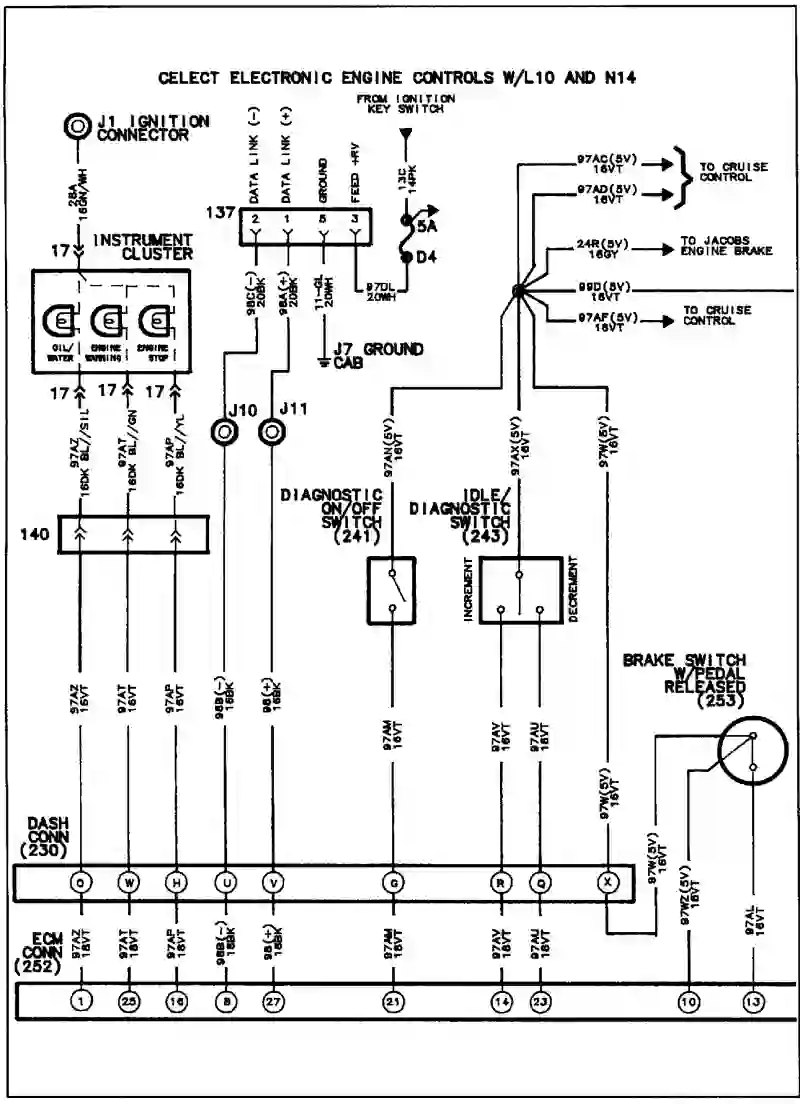 CELECT ELECTRONIC ENGINE CONTROLS W/L10 AND N14
FROM IGNITION
KEY SWITCH
J1 IGNITION
CONNECTOR
28A
16GN/WH
17
INSTRUMENT
CLUSTER
OIL/
WATER
ENGINE
WARNING
ENGINE
STOP
17
17
17
97AZ
16DK BL//SIL
97AT
16DK BL//GN
97AP
16DK BL//YL
140
DATA LINK (-)
DATA LINK (+)
GROUND
FEED +RV
137
2
1
5
3
98C(-)
20BK
98A(+)
20BK
11-GL
20WH
97DL
20WH
13C
14PK
5A
D4
J7 GROUND
CAB
J10
J11
97AC(5V)
16VT
97AD(5V)
16VT
TO CRUISE
CONTROL
24R(5V)
16GY
TO JACOBS
ENGINE BRAKE
99D(5V)
16VT
97AF(5V)
16VT
TO CRUISE
CONTROL
97AN(5V)
16VT
97AX(5V)
16VT
97W(5V)
16VT
DIAGNOSTIC
ON/OFF
SWITCH
(241)
IDLE/
DIAGNOSTIC
SWITCH
(243)
INCREMENT
DECREMENT
BRAKE SWITCH
W/PEDAL
RELEASED
(253)
97AZ
16VT
97AT
16VT
97AP
16VT
98B(-)
16BK
98(+)
16BK
97AM
16VT
97AV
16VT
97AU
16VT
97W(5V)
16VT
DASH
CONN
(230)
O
W
H
U
V
G
R
Q
X
97W(5V)
16VT
97WZ(5V)
16VT
97AL
16VT
97AZ
16VT
97AT
16VT
97AP
16VT
98B(-)
16BK
98(+)
16BK
97AM
16VT
97AV
16VT
97AU
16VT
ECM
CONN
(252)
1
25
16
8
27
21
14
23
10
13